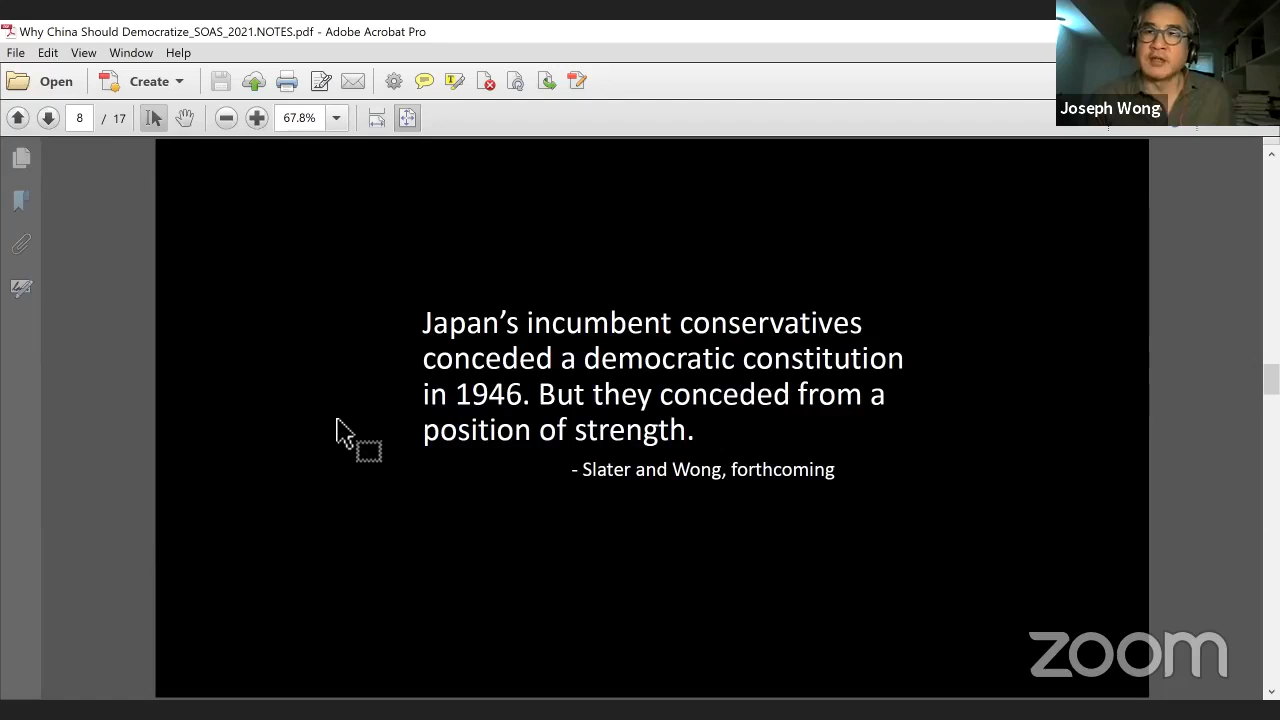 Why China Should Democratize_SOAS_2021.NOTES.pdf - Adobe Acrobat Pro
File Edit View Window Help
Open Create
8 / 17 67.8%
Joseph Wong
Japan’s incumbent conservatives
conceded a democratic constitution
in 1946. But they conceded from a
position of strength.
- Slater and Wong, forthcoming
zoom